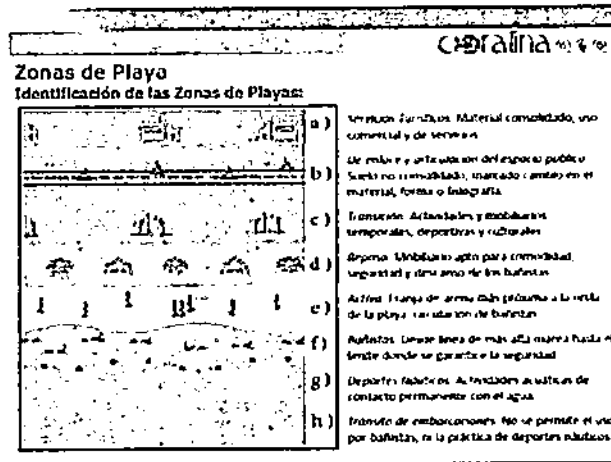 coralina
Zonas de Playa
Identificación de las Zonas de Playas:
a) Servicios Turísticos. Material consolidado, uso
comercial y de servicios
b) De enlace y articulación del espacio público
Suelo no consolidado, marcado cambio en el
material, forma o
c) Transición. Actividades y mobiliarios
temporales, deportivas y culturales
d) Reposo. Mobiliario apto para comodidad,
seguridad y descanso de los bañistas
e) Activa. Franja de arena más próxima a la orilla
de la playa. circulación de bañistas
f) Bañistas. Desde línea de más alta marea hasta el
límite donde se garantice la seguridad
g) Deportes Náuticos. Actividades acuáticas de
contacto permanente con el agua
h) Tránsito de embarcaciones. No se permite el uso
por bañistas, ni la práctica de deportes náuticos